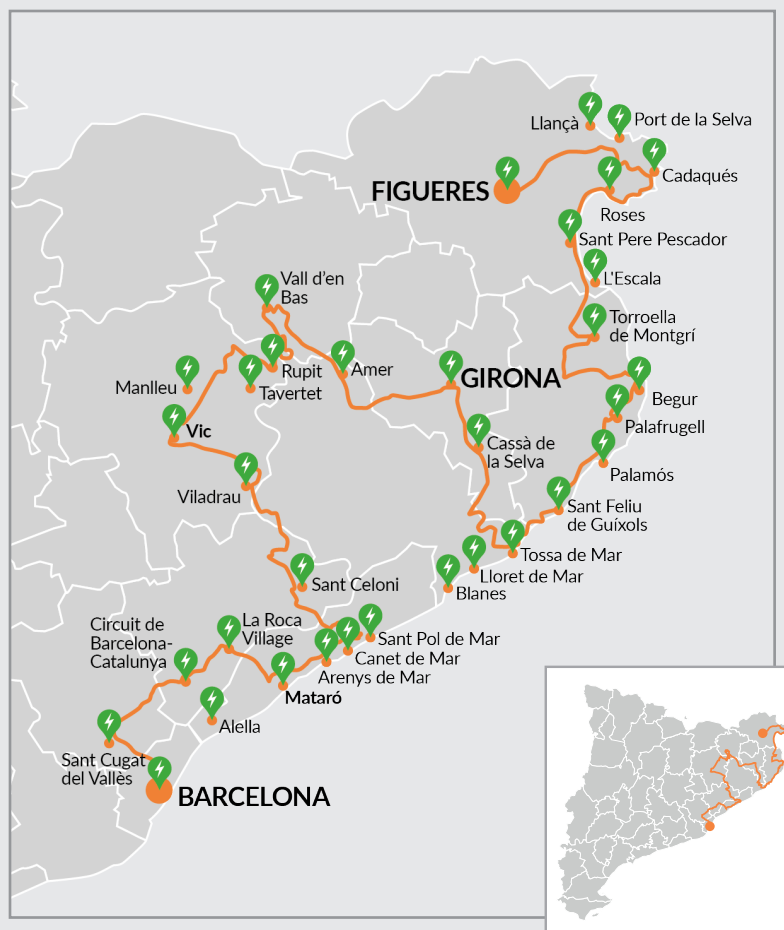 Llançà
Port de la Selva
Cadaqués
FIGUERES
Roses
Sant Pere Pescador
L'Escala
Vall d'en
Bas
Torroella
de Montgrí
Manlleu
Rupit
Tavertet
Amer
GIRONA
Begur
Palafrugell
Vic
Cassà de
la Selva
Palamós
Viladrau
Sant Feliu
de Guíxols
Tossa de Mar
Lloret de Mar
Blanes
Sant Celoni
Circuit de
Barcelona-
Catalunya
La Roca
Village
Sant Pol de Mar
Canet de Mar
Arenys de Mar
Mataró
Alella
Sant Cugat
del Vallès
BARCELONA